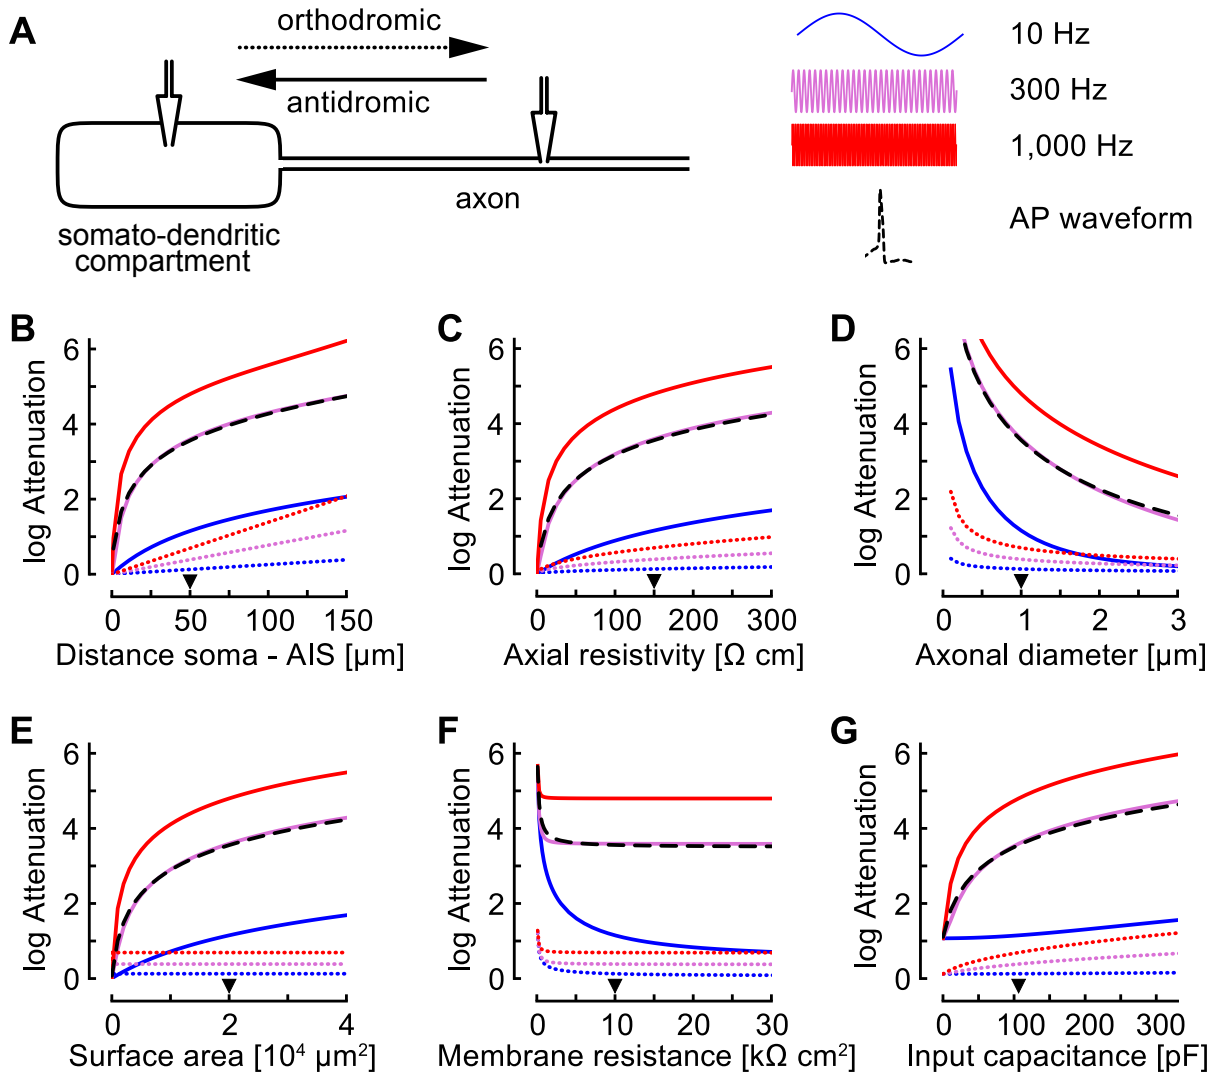 A
orthodromic
antidromic
axon
somato-dendritic
compartment
10 Hz
300 Hz
1,000 Hz
AP waveform
B
log Attenuation
6
4
2
0
0 50 100 150
Distance soma - AIS [µm]
C
log Attenuation
6
4
2
0
0 100 200 300
Axial resistivity [Ω cm]
D
log Attenuation
6
4
2
0
0 1 2 3
Axonal diameter [µm]
E
log Attenuation
6
4
2
0
0 2 4
Surface area [10⁴ µm²]
F
log Attenuation
6
4
2
0
0 10 20 30
Membrane resistance [kΩ cm²]
G
log Attenuation
6
4
2
0
0 100 200 300
Input capacitance [pF]